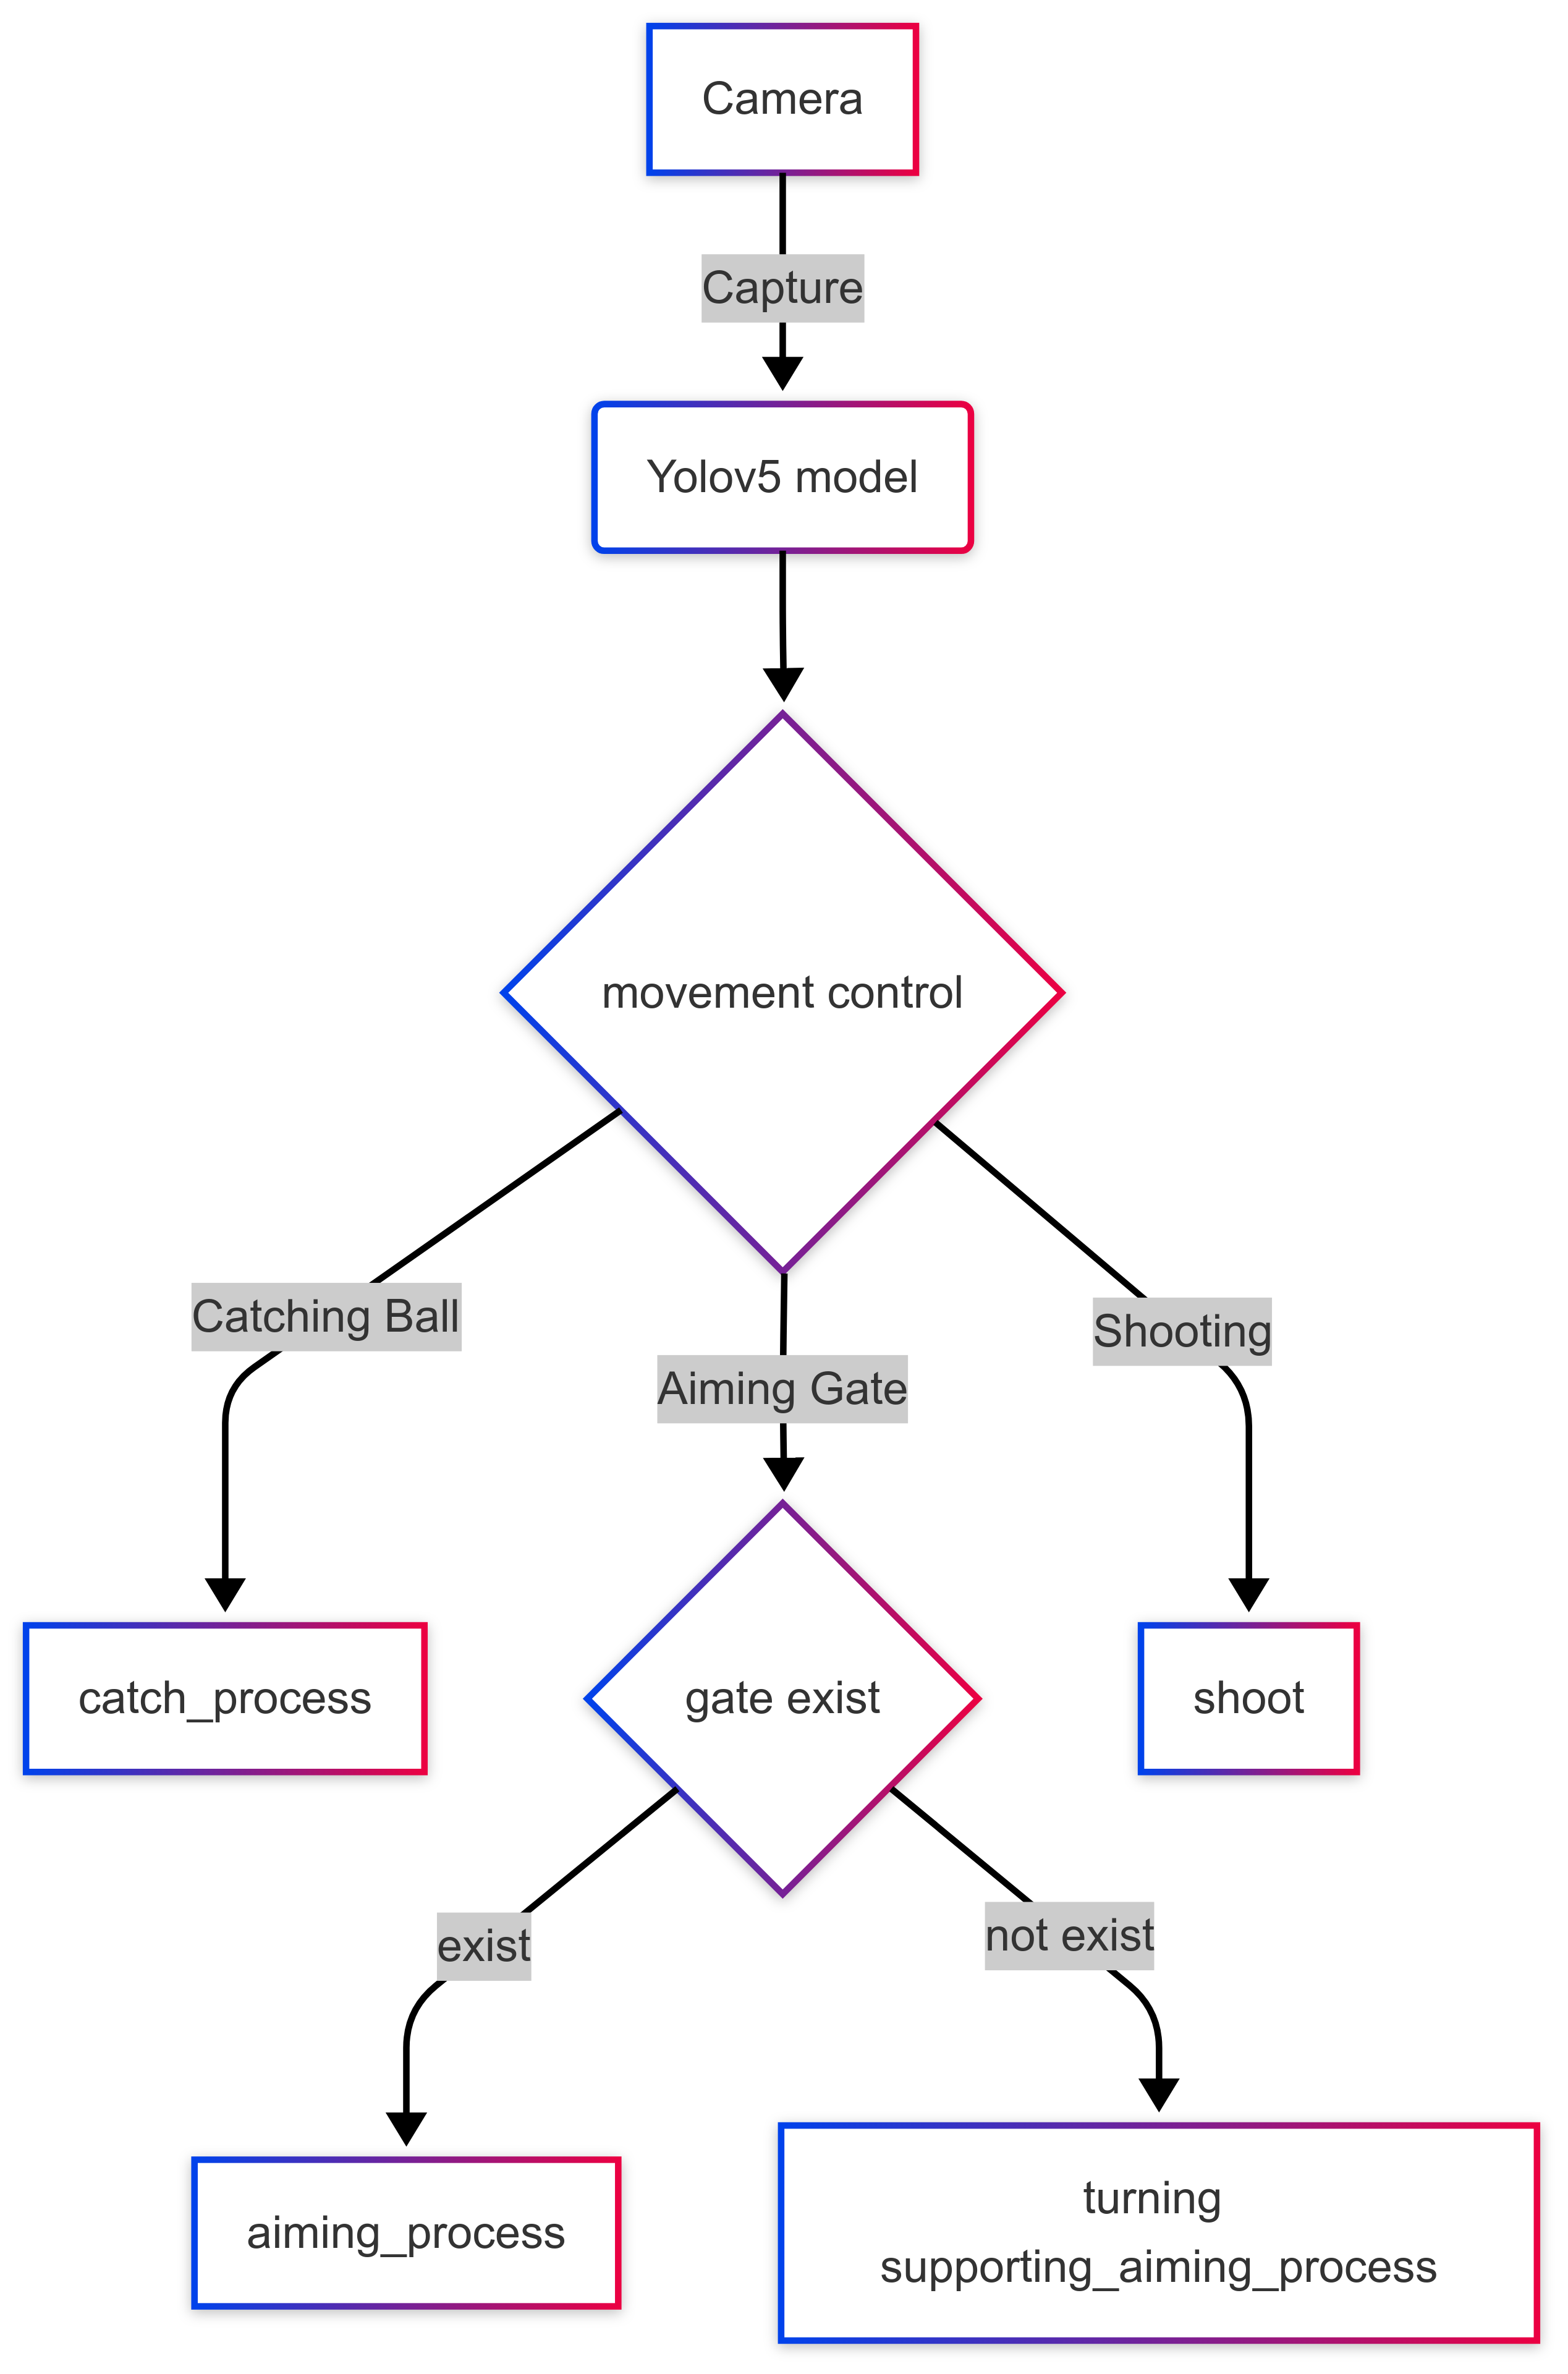 Camera
Capture
Yolov5 model
movement control
Catching Ball
Aiming Gate
Shooting
catch_process
gate exist
shoot
exist
not exist
aiming_process
turning
supporting_aiming_process